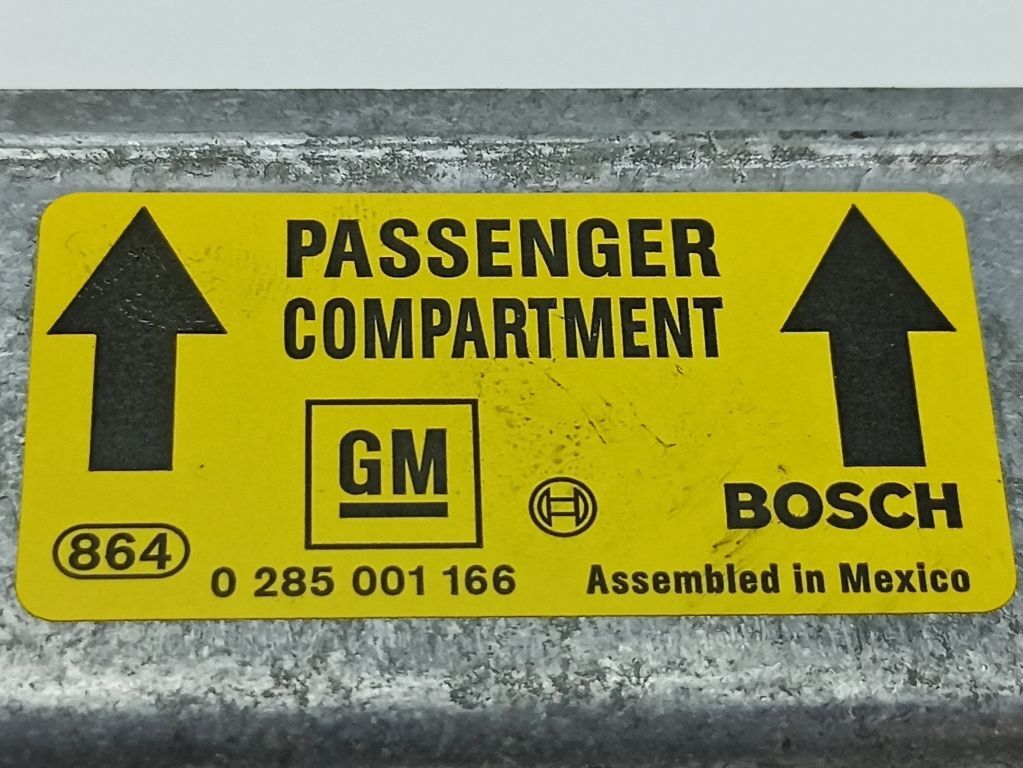 PASSENGER
COMPARTMENT
GM
BOSCH
864
0 285 001 166
Assembled in Mexico